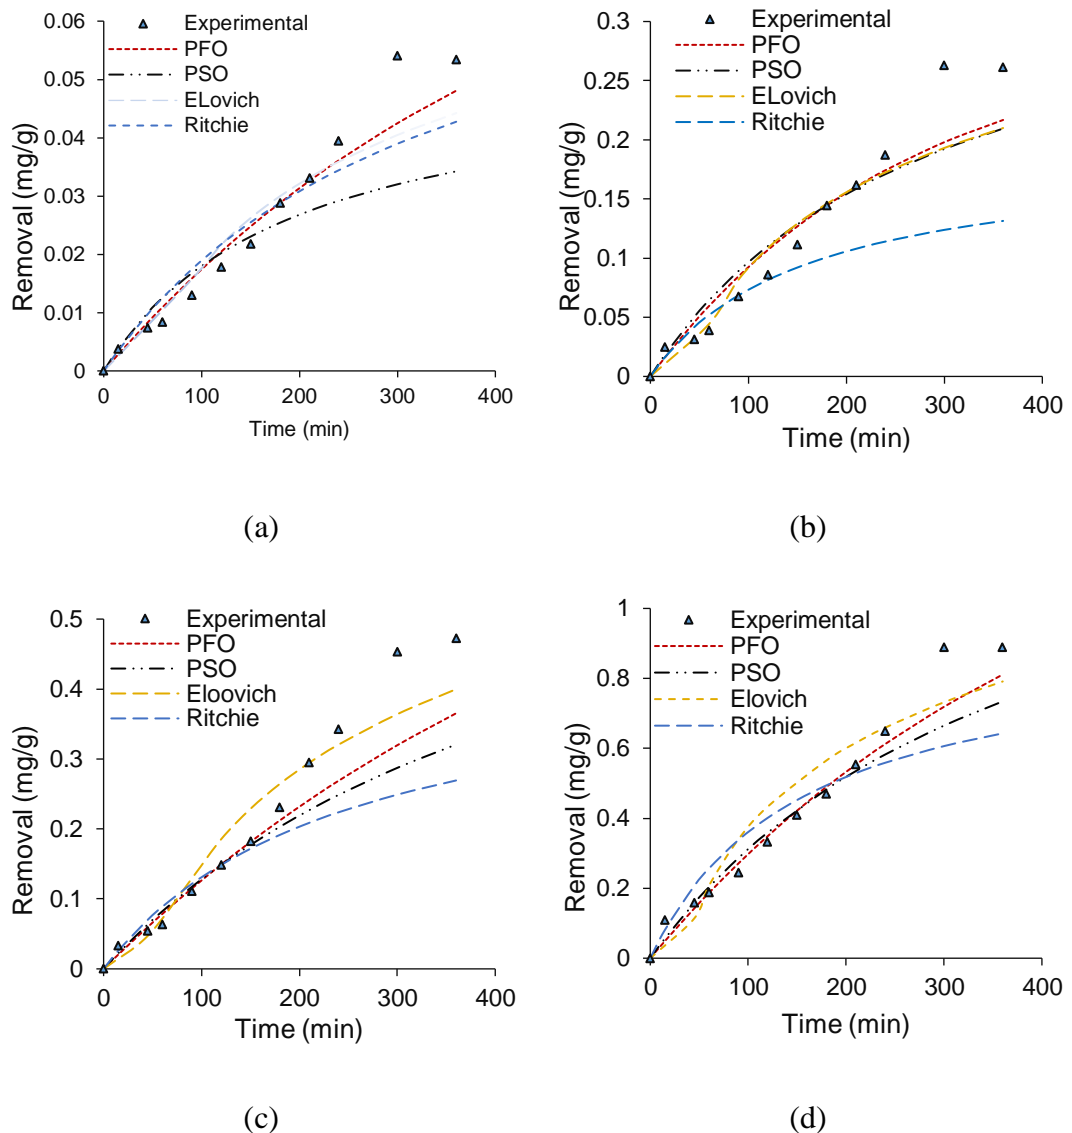 0.06
0.05
0.04
0.03
0.02
0.01
0
Removal (mg/g)
Experimental
PFO
PSO
ELovich
Ritchie
0 100 200 300 400
Time (min)
(a)
0.3
0.25
0.2
0.15
0.1
0.05
0
Removal (mg/g)
Experimental
PFO
PSO
ELovich
Ritchie
0 100 200 300 400
Time (min)
(b)
0.5
0.4
0.3
0.2
0.1
0
Removal (mg/g)
Experimental
PFO
PSO
Eloovich
Ritchie
0 100 200 300 400
Time (min)
(c)
1
0.8
0.6
0.4
0.2
0
Removal (mg/g)
Experimental
PFO
PSO
Elovich
Ritchie
0 100 200 300 400
Time (min)
(d)